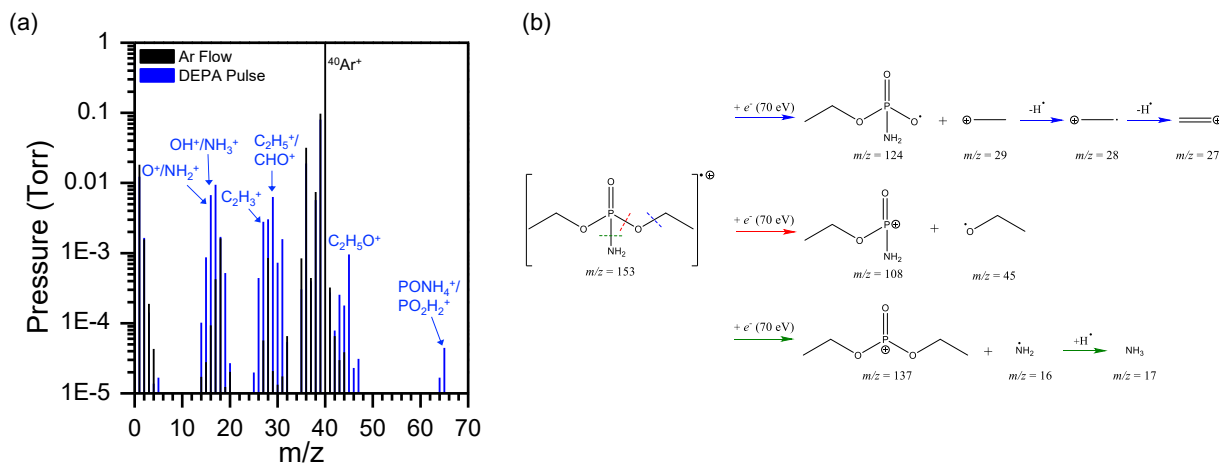 (a)
1
0.1
0.01
1E-3
1E-4
1E-5
Pressure (Torr)
0 10 20 30 40 50 60 70
m/z
Ar Flow
DEPA Pulse
⁴⁰Ar⁺
OH⁺/NH₃⁺
O⁺/NH₂⁺
C₂H₅⁺/
CHO⁺
C₂H₃⁺
C₂H₅O⁺
PONH₄⁺/
PO₂H₂⁺
(b)
O
P
O
O
NH₂
m/z = 153
•⊕
+ e⁻ (70 eV)
O
P
O
O•
NH₂
m/z = 124
+
⊕
m/z = 29
-H•
⊕ •
m/z = 28
-H•
⊕
m/z = 27
+ e⁻ (70 eV)
O
P⊕
O
NH₂
m/z = 108
+
•O
m/z = 45
+ e⁻ (70 eV)
O
P
⊕
O
O
m/z = 137
+
•NH₂
m/z = 16
+H•
NH₃
m/z = 17